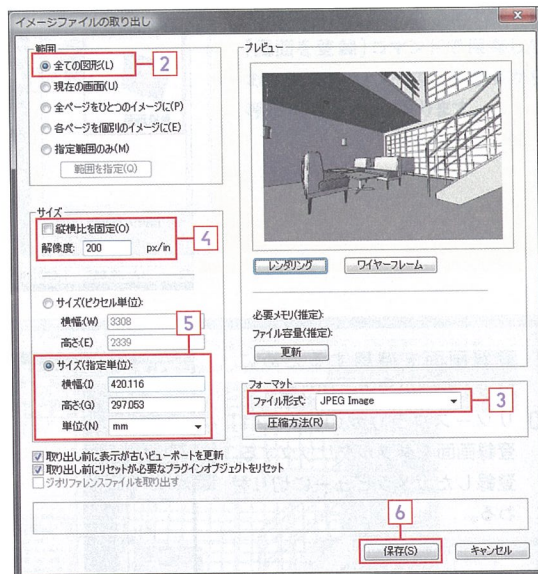 イメージファイルの取り出し
範囲
全ての図形(L)
2
現在の画面(U)
全ページをひとつのイメージに(P)
各ページを個別のイメージに(E)
指定範囲のみ(M)
範囲を指定(Q)
サイズ
縦横比を固定(O)
解像度: 200 px/in
4
サイズ(ピクセル単位):
横幅(W) 3308
高さ(E) 2339
5
サイズ(指定単位):
横幅:(I) 420.116
高さ:(G) 297.053
単位:(N) mm
プレビュー
レンダリング
ワイヤーフレーム
必要メモリ(推定):
ファイル容量(推定):
更新
フォーマット
ファイル形式: JPEG Image
3
圧縮方法(R)
取り出し前に表示が古いビューポートを更新
取り出し前にリセットが必要なプラグインオブジェクトをリセット
ジオリファレンスファイルを取り出す
6
保存(S)
キャンセル